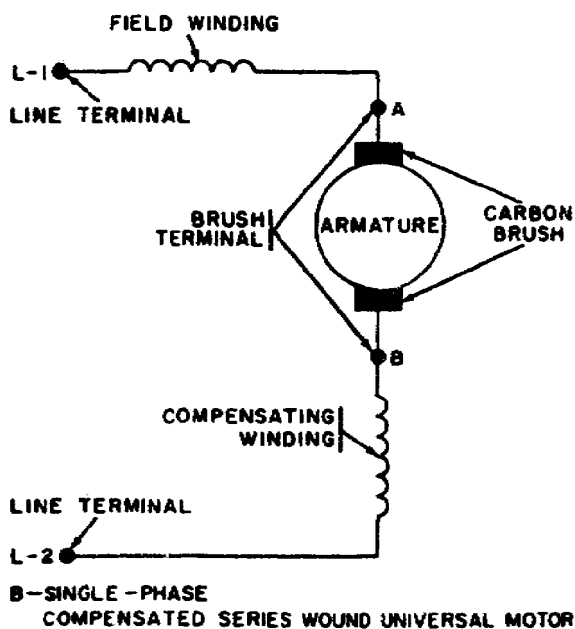 FIELD WINDING
L-1
LINE TERMINAL
A
BRUSH
TERMINAL
ARMATURE
CARBON
BRUSH
B
COMPENSATING
WINDING
LINE TERMINAL
L-2
B—SINGLE-PHASE
COMPENSATED SERIES WOUND UNIVERSAL MOTOR